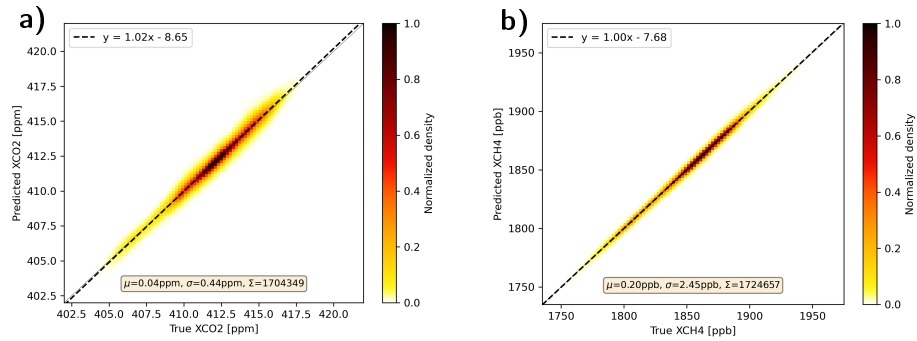 a)
y = 1.02x - 8.65
Predicted XCO2 [ppm]
420.0
417.5
415.0
412.5
410.0
407.5
405.0
402.5
μ=0.04ppm, σ=0.44ppm, Σ=1704349
402.5 405.0 407.5 410.0 412.5 415.0 417.5 420.0
True XCO2 [ppm]
1.0
0.8
0.6
0.4
0.2
0.0
Normalized density
b)
y = 1.00x - 7.68
Predicted XCH4 [ppb]
1950
1900
1850
1800
1750
μ=0.20ppb, σ=2.45ppb, Σ=1724657
1750 1800 1850 1900 1950
True XCH4 [ppb]
1.0
0.8
0.6
0.4
0.2
0.0
Normalized density